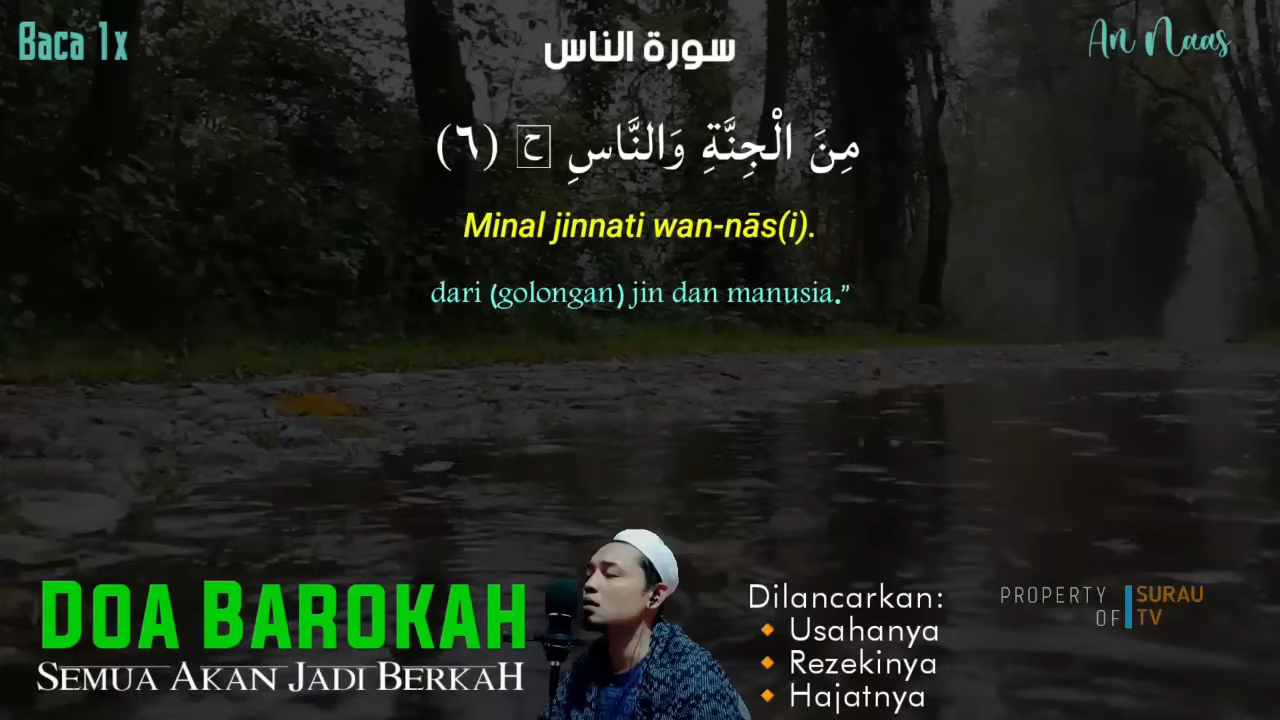 Baca 1x
سورة الناس
An Naas
مِنَ الْجِنَّةِ وَالنَّاسِ ࣖ ح (٦)
Minal jinnati wan-nās(i).
dari (golongan) jin dan manusia.”
DOA BAROKAH
SEMUA AKAN JADI BERKAH
Dilancarkan:
🔸 Usahanya
🔸 Rezekinya
🔸 Hajatnya
PROPERTY OF | SURAU TV